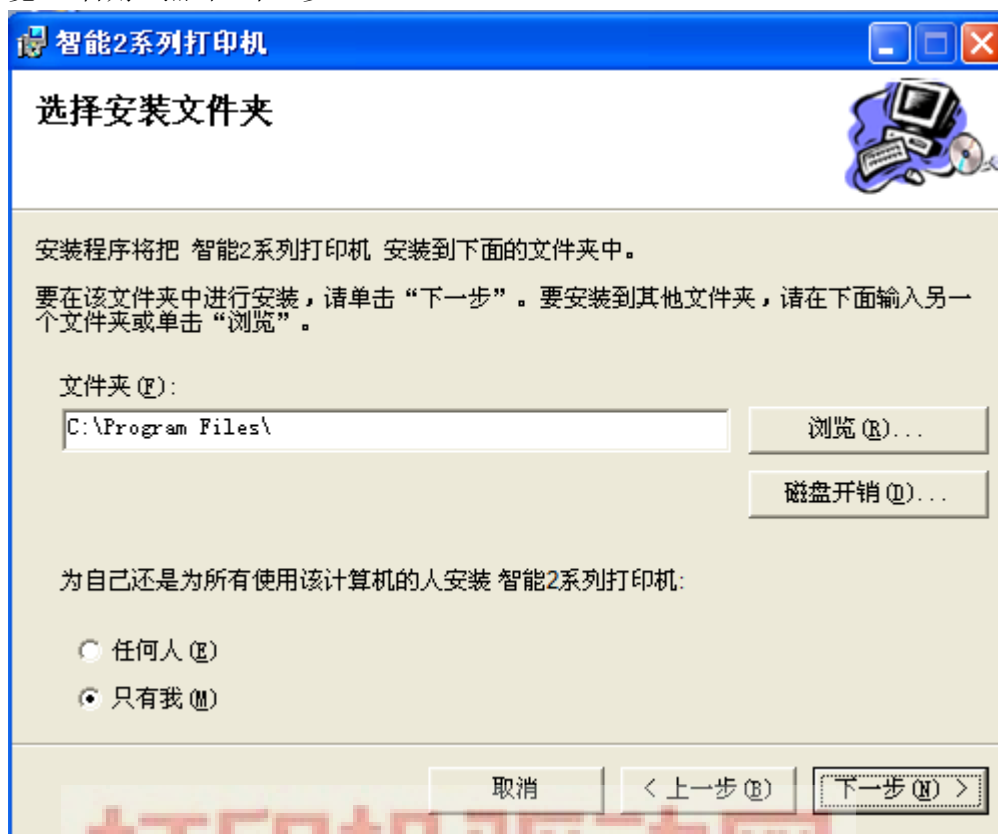 智能2系列打印机
选择安装文件夹
安装程序将把 智能2系列打印机 安装到下面的文件夹中。
要在该文件夹中进行安装，请单击“下一步”。要安装到其他文件夹，请在下面输入另一
个文件夹或单击“浏览”。
文件夹(F):
C:\Program Files\
浏览(R)...
磁盘开销(D)...
为自己还是为所有使用该计算机的人安装 智能2系列打印机:
任何人(E)
只有我(M)
取消
< 上一步(B)
下一步(N) >